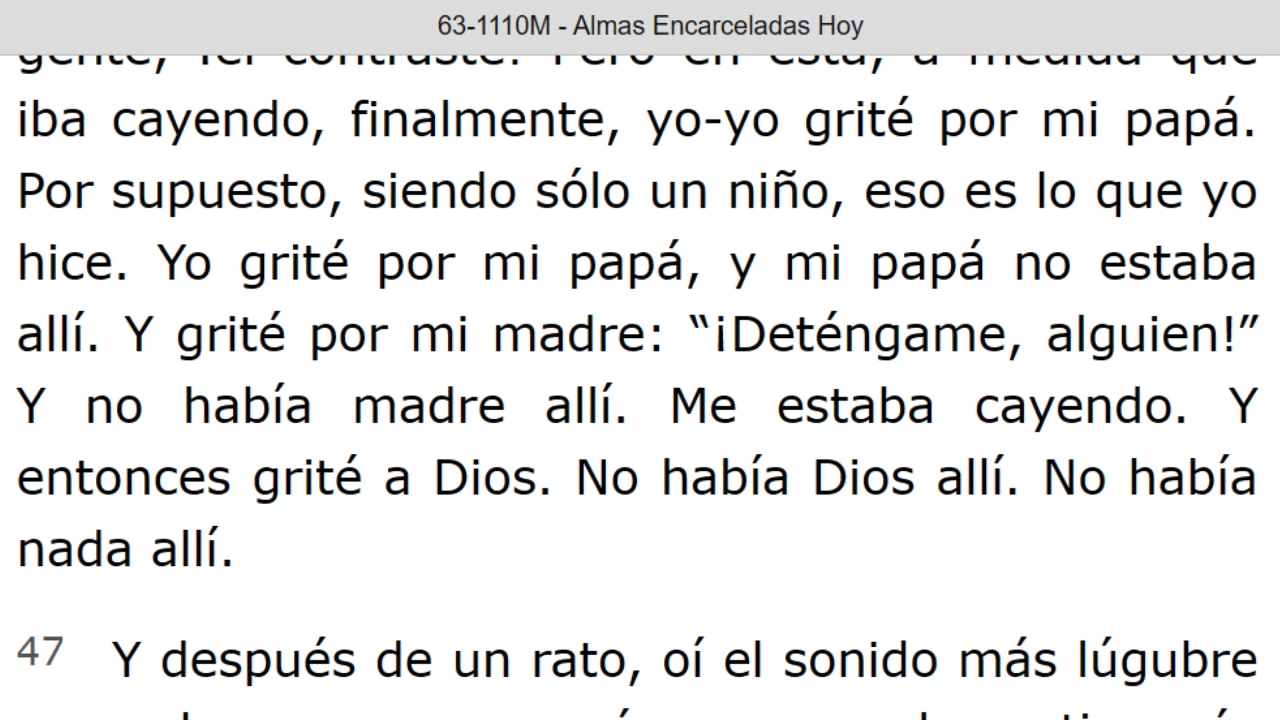 63-1110M - Almas Encarceladas Hoy
iba cayendo, finalmente, yo-yo grité por mi papá.
Por supuesto, siendo sólo un niño, eso es lo que yo
hice. Yo grité por mi papá, y mi papá no estaba
allí. Y grité por mi madre: “¡Deténgame, alguien!”
Y no había madre allí. Me estaba cayendo. Y
entonces grité a Dios. No había Dios allí. No había
nada allí.
47 Y después de un rato, oí el sonido más lúgubre